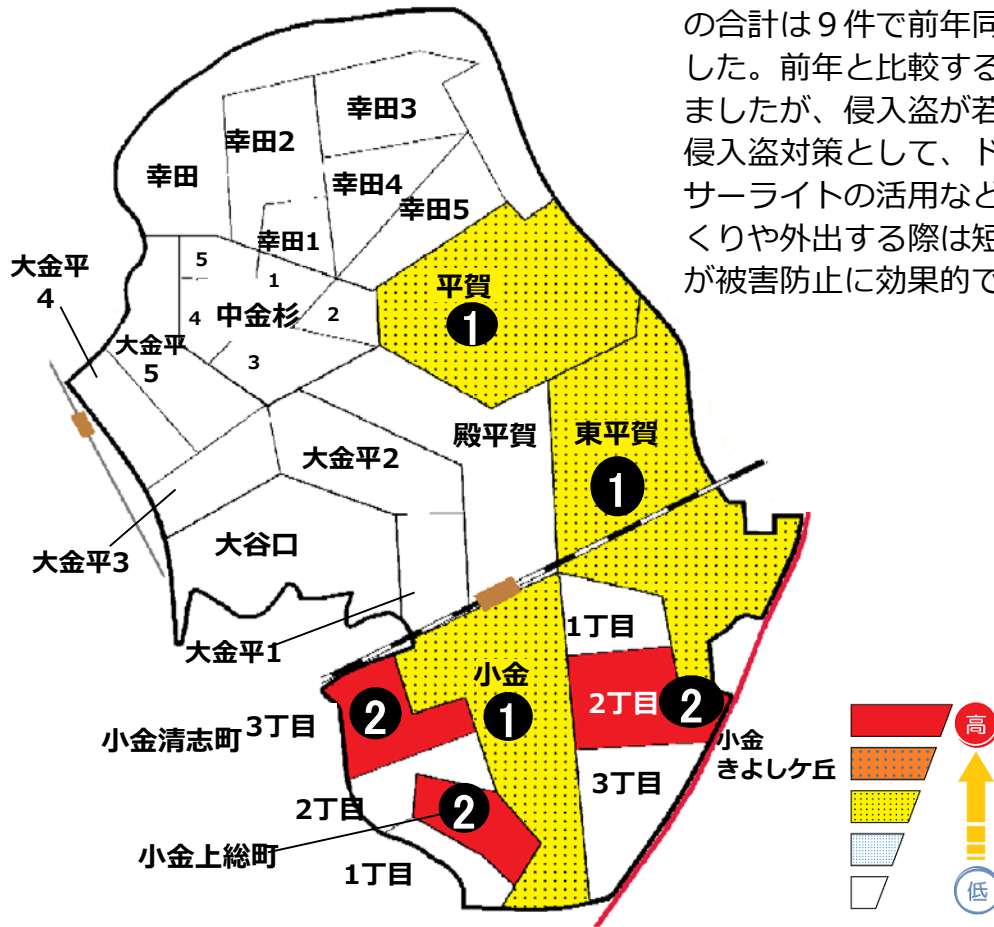 の合計は９件で前年同
した。前年と比較する
ましたが、侵入盗が若
侵入盗対策として、ド
サーライトの活用など
くりや外出する際は短
が被害防止に効果的で
幸田3
幸田2
幸田
幸田4
幸田5
幸田1
大金平
4
5
1
平賀
1
4
中金杉
2
大金平
5
3
殿平賀
東平賀
1
大金平2
大金平3
大谷口
1丁目
大金平1
小金
1
2
2丁目
2
小金清志町
3丁目
小金
きよしケ丘
高
3丁目
2丁目
2
小金上総町
1丁目
低